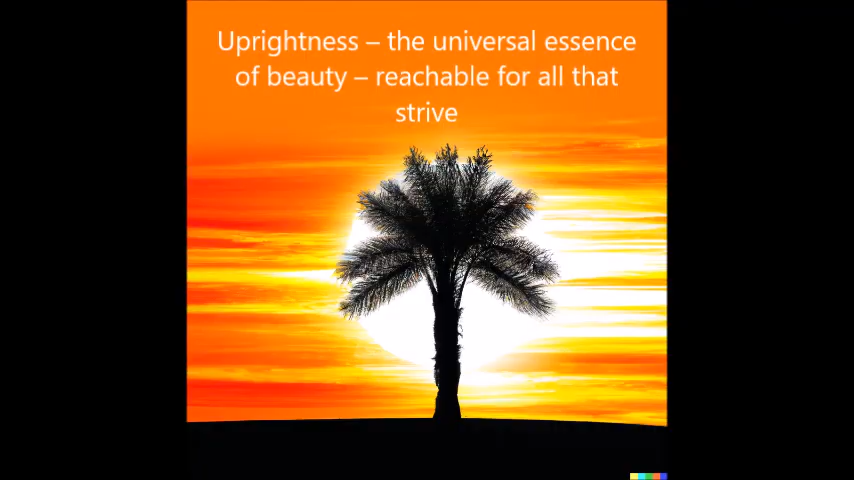 Uprightness – the universal essence
of beauty – reachable for all that
strive